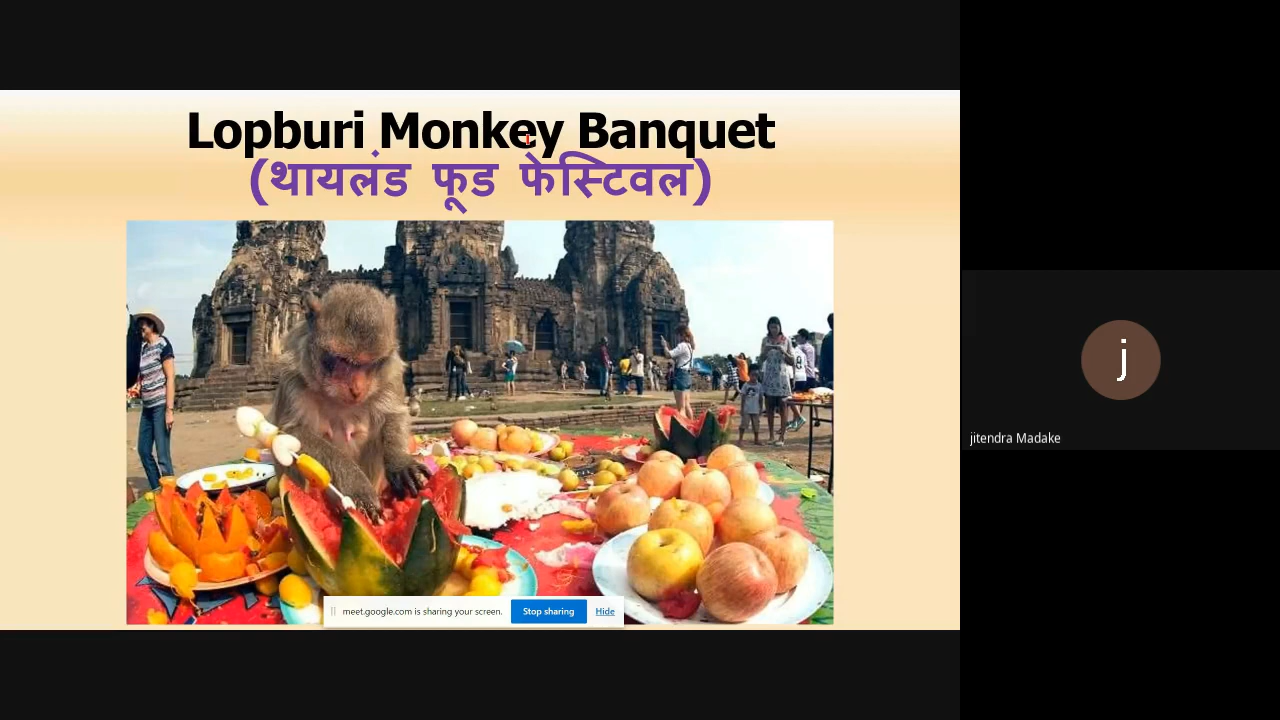 Lopburi Monkey Banquet
(थायलंड फूड फेस्टिवल)
meet.google.com is sharing your screen. Stop sharing Hide
j
jitendra Madake